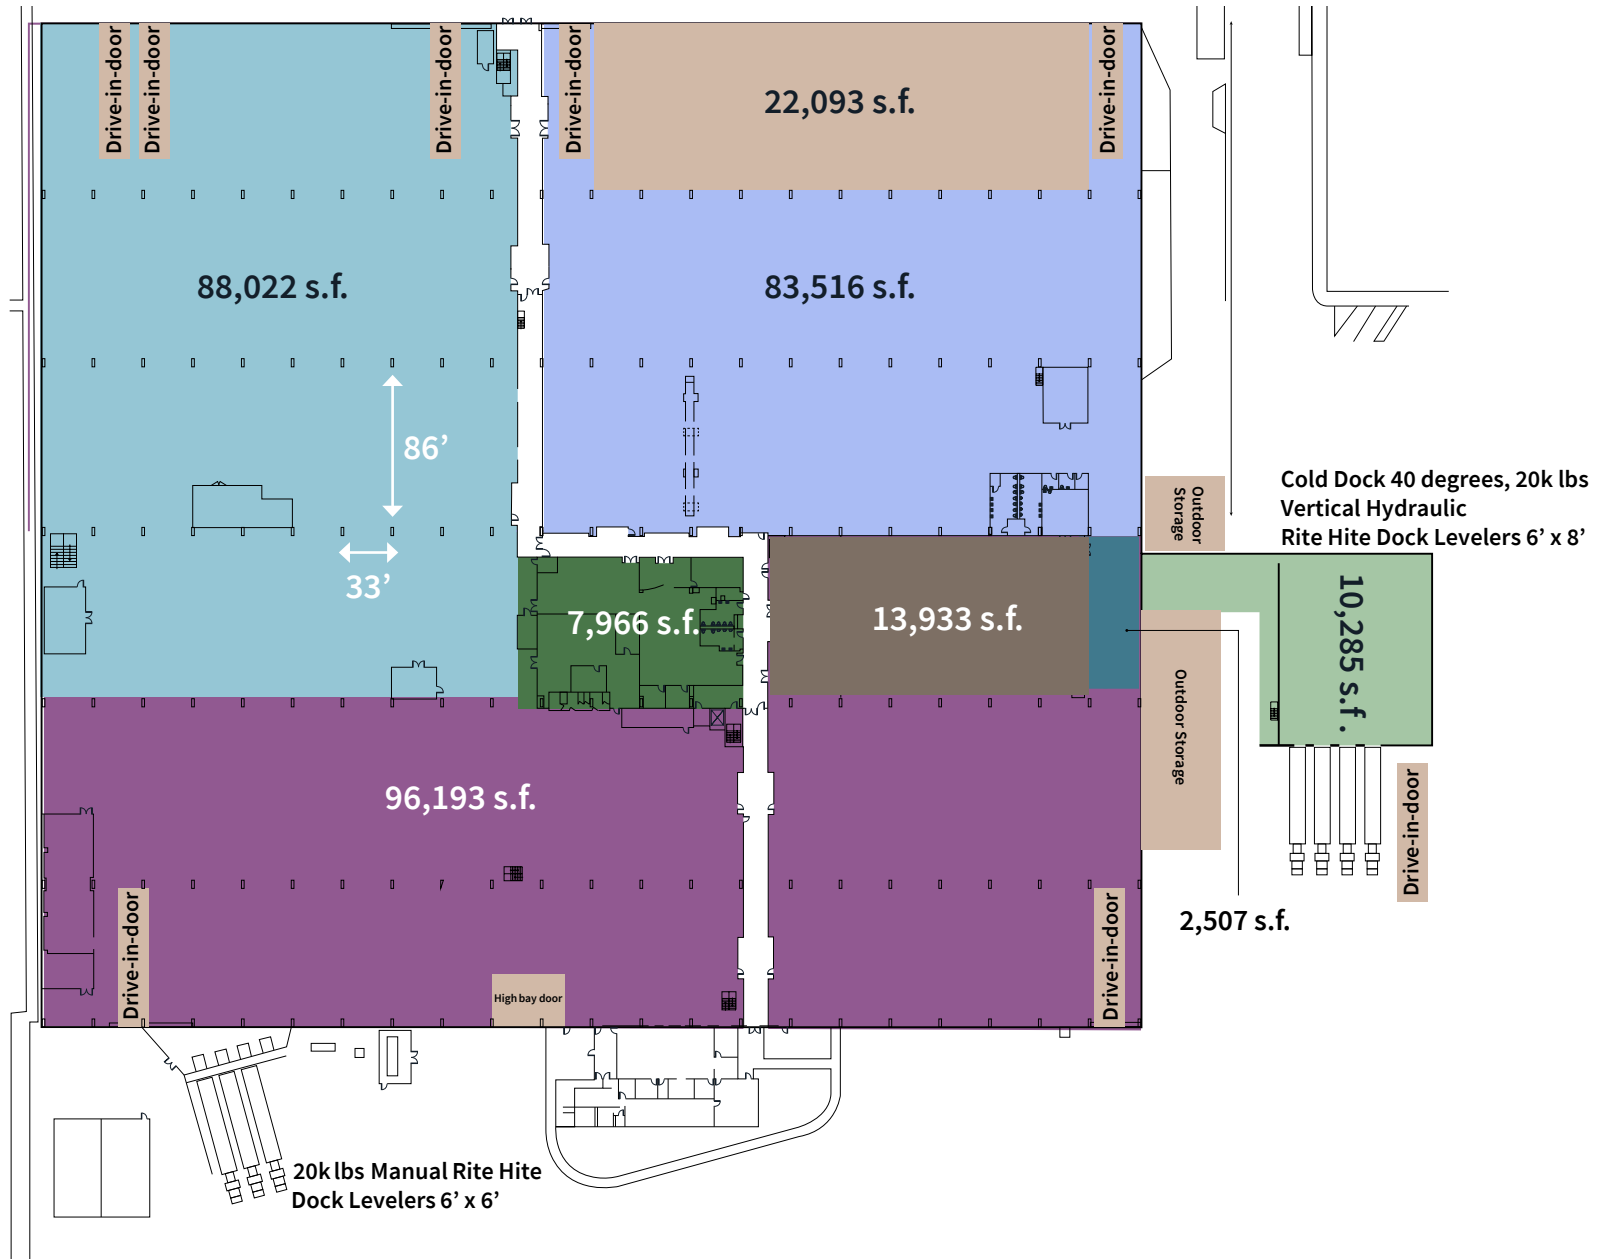 Drive-in-door
Drive-in-door
Drive-in-door
Drive-in-door
Drive-in-door
22,093 s.f.
88,022 s.f.
83,516 s.f.
86’
33’
Outdoor
Storage
Cold Dock 40 degrees, 20k lbs
Vertical Hydraulic
Rite Hite Dock Levelers 6’ x 8’
7,966 s.f.
13,933 s.f.
10,285 s.f .
Outdoor Storage
96,193 s.f.
Drive-in-door
2,507 s.f.
Drive-in-door
High bay door
Drive-in-door
20k lbs Manual Rite Hite
Dock Levelers 6’ x 6’